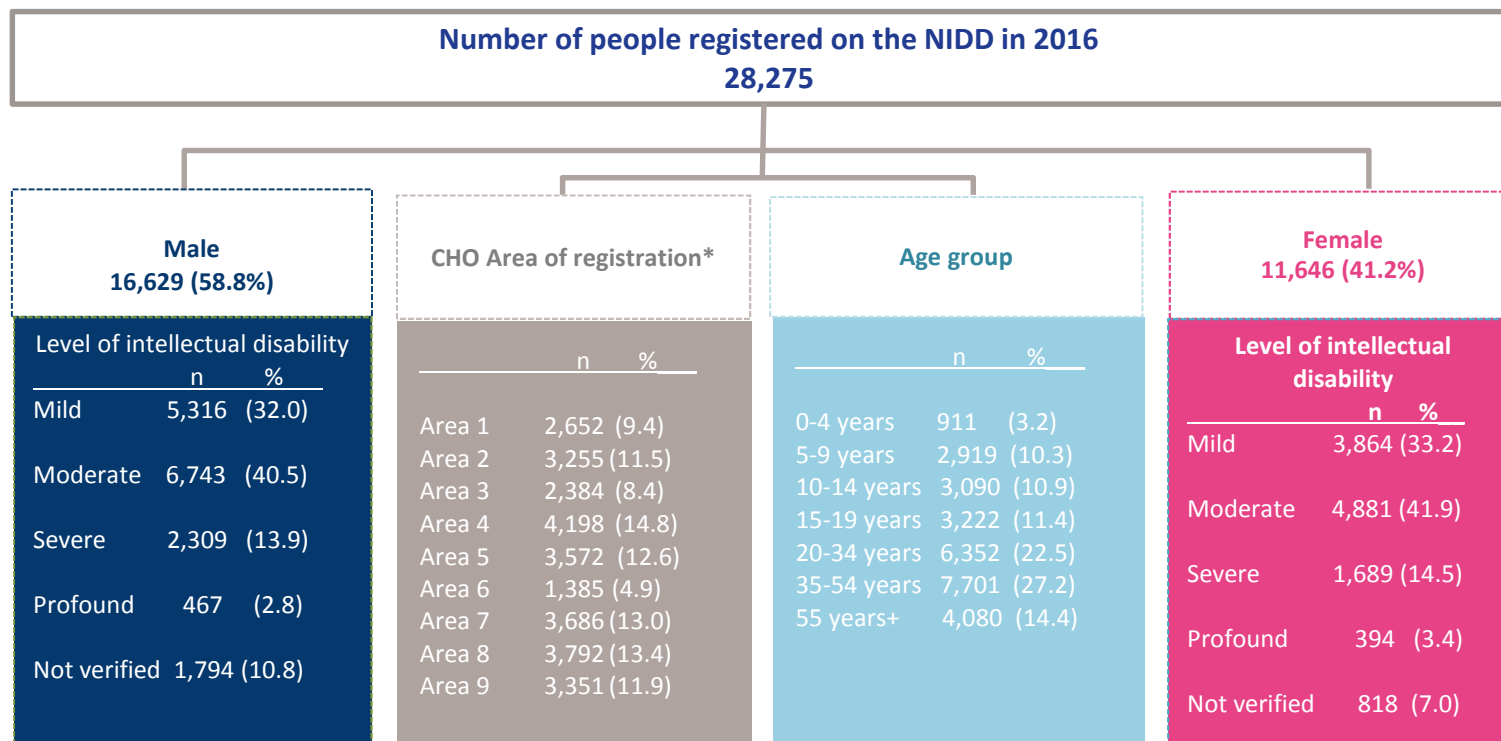 Number of people registered on the NIDD in 2016
28,275
Male
16,629 (58.8%)
Level of intellectual disability
n %
Mild 5,316 (32.0)
Moderate 6,743 (40.5)
Severe 2,309 (13.9)
Profound 467 (2.8)
Not verified 1,794 (10.8)
CHO Area of registration*
n %
Area 1 2,652 (9.4)
Area 2 3,255 (11.5)
Area 3 2,384 (8.4)
Area 4 4,198 (14.8)
Area 5 3,572 (12.6)
Area 6 1,385 (4.9)
Area 7 3,686 (13.0)
Area 8 3,792 (13.4)
Area 9 3,351 (11.9)
Age group
n %
0-4 years 911 (3.2)
5-9 years 2,919 (10.3)
10-14 years 3,090 (10.9)
15-19 years 3,222 (11.4)
20-34 years 6,352 (22.5)
35-54 years 7,701 (27.2)
55 years+ 4,080 (14.4)
Female
11,646 (41.2%)
Level of intellectual
disability
n %
Mild 3,864 (33.2)
Moderate 4,881 (41.9)
Severe 1,689 (14.5)
Profound 394 (3.4)
Not verified 818 (7.0)